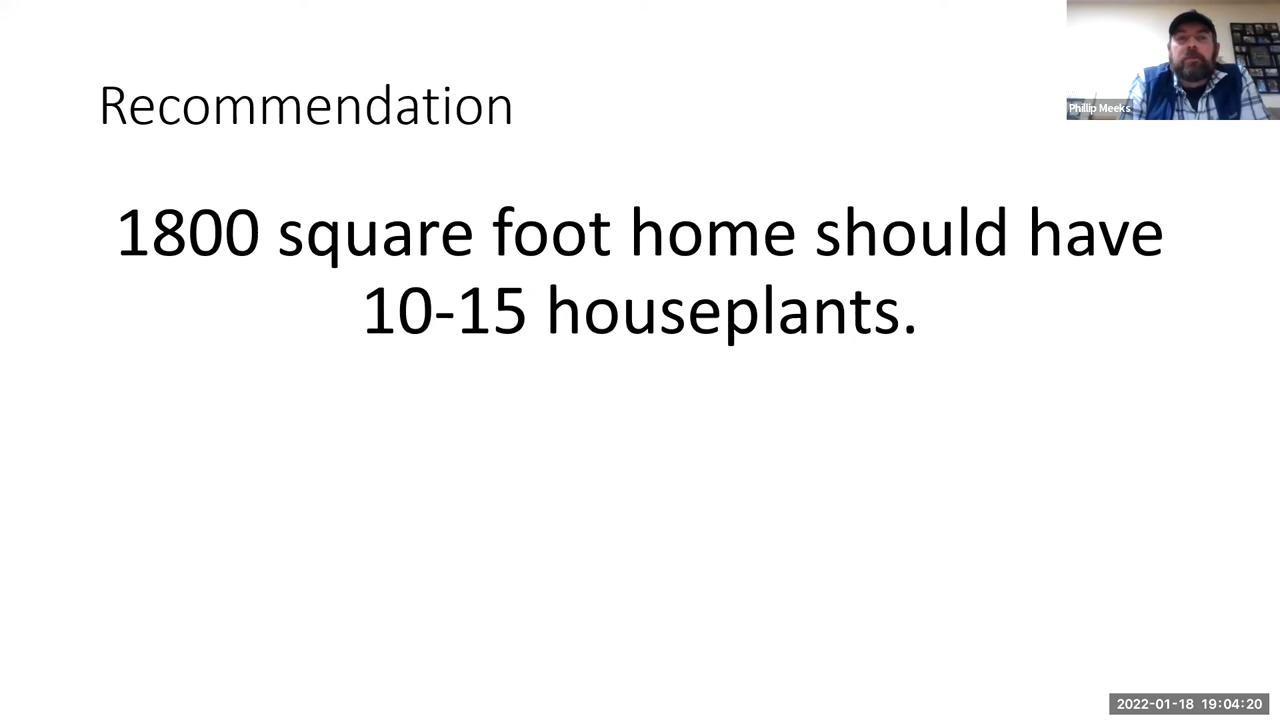 Recommendation
Phillip Meeks
1800 square foot home should have
10-15 houseplants.
2022-01-18 19:04:20